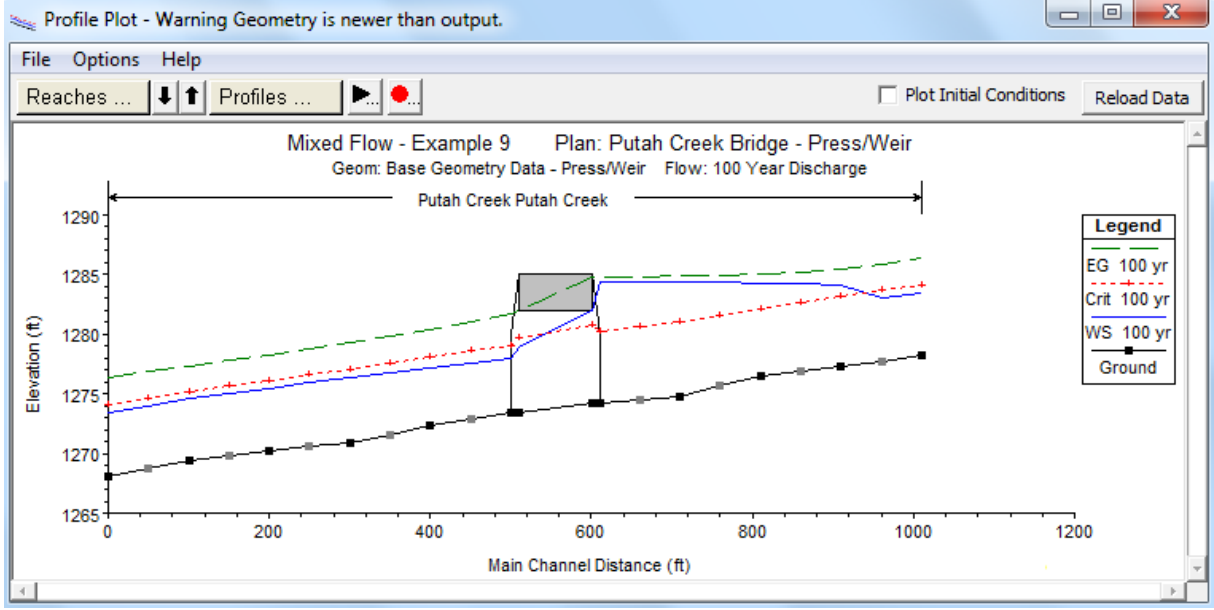 Profile Plot - Warning Geometry is newer than output.
File Options Help
Reaches ... Profiles ... ... ... Plot Initial Conditions Reload Data
Mixed Flow - Example 9 Plan: Putah Creek Bridge - Press/Weir
Geom: Base Geometry Data - Press/Weir Flow: 100 Year Discharge
Putah Creek Putah Creek
1290
1285
1280
1275
1270
1265
Elevation (ft)
0 200 400 600 800 1000 1200
Main Channel Distance (ft)
Legend
EG 100 yr
Crit 100 yr
WS 100 yr
Ground